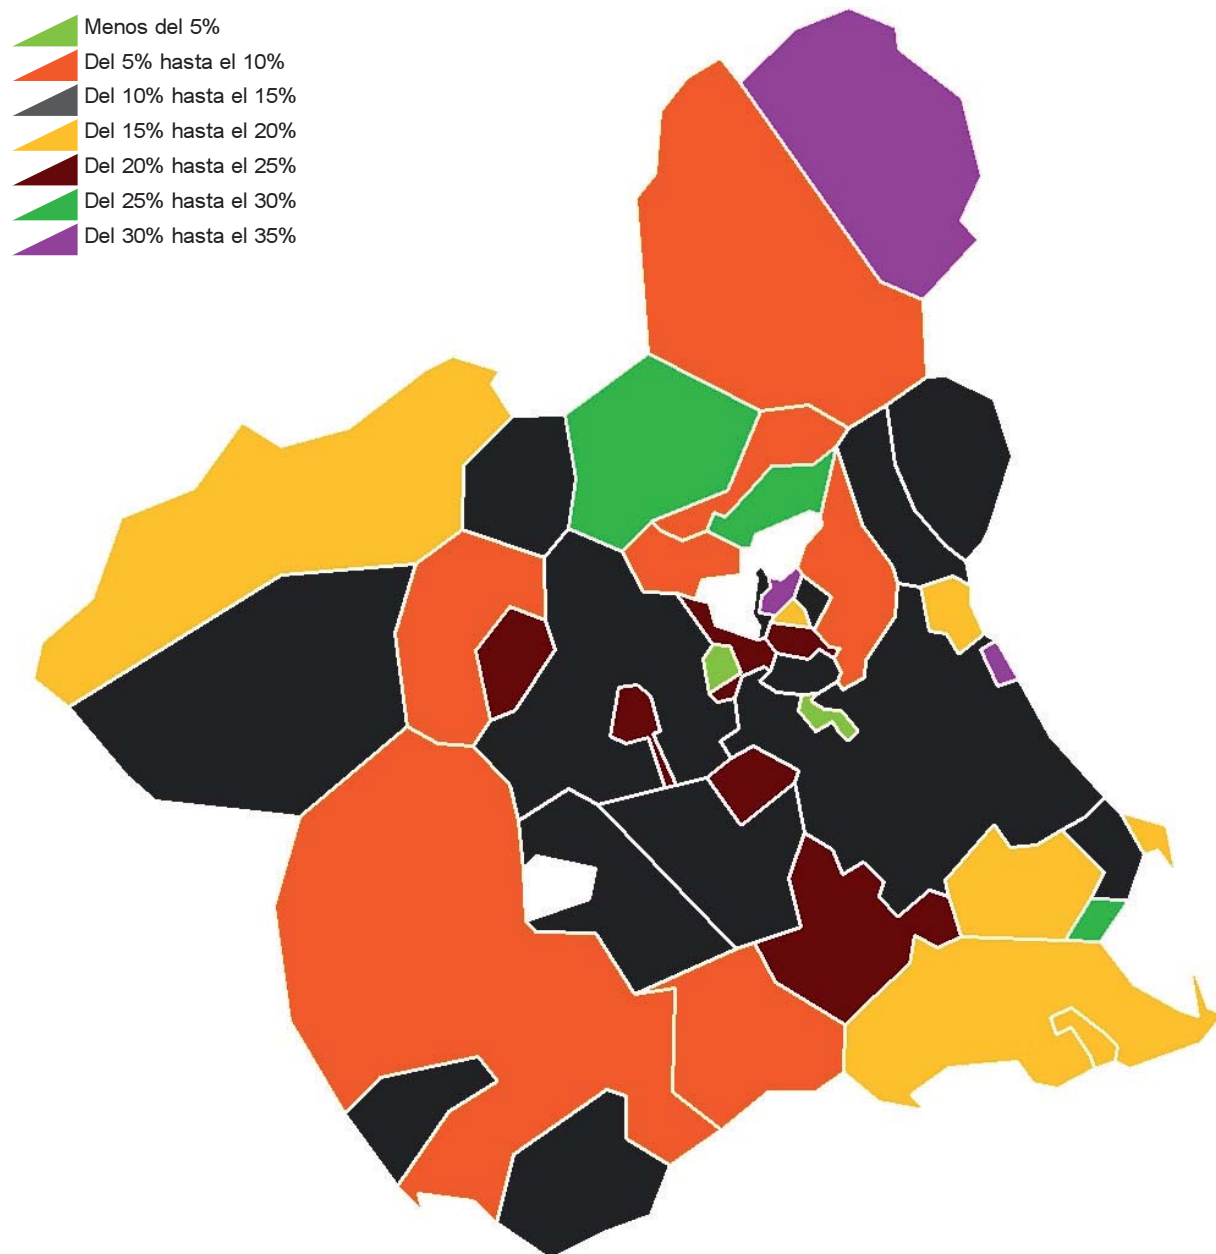 Menos del 5%
Del 5% hasta el 10%
Del 10% hasta el 15%
Del 15% hasta el 20%
Del 20% hasta el 25%
Del 25% hasta el 30%
Del 30% hasta el 35%